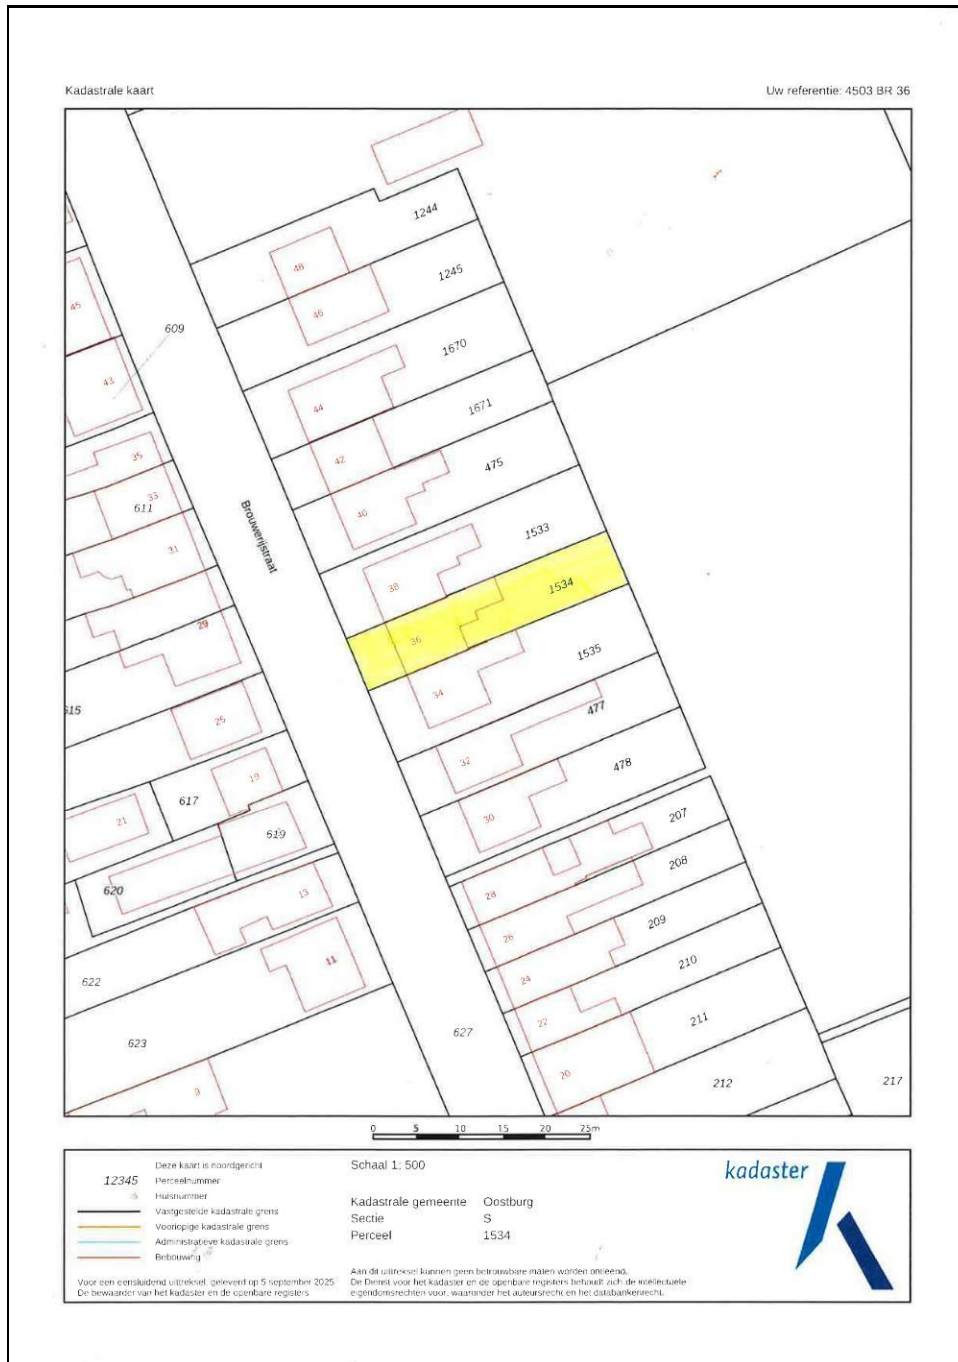 Kadastrale kaart
Uw referentie: 4503 BR 36
1244
48
1245
46
45
609
1670
43
44
1671
42
35
475
33
611
40
Brouwerijstraat
1533
31
38
1534
29
36
1535
34
615
477
25
32
478
19
617
30
207
21
619
208
28
620
13
209
26
11
210
24
622
211
22
627
623
20
212
217
9
0 5 10 15 20 25m
Deze kaart is noordgericht
12345 Perceelnummer
Huisnummer
Vastgestelde kadastrale grens
Voorlopige kadastrale grens
Administratieve kadastrale grens
Bebouwing
Voor een eensluidend uittreksel, geleverd op 5 september 2025
De bewaarder van het kadaster en de openbare registers
Schaal 1: 500
Kadastrale gemeente Oostburg
Sectie S
Perceel 1534
Aan dit uittreksel kunnen geen betrouwbare maten worden ontleend.
De Dienst voor het kadaster en de openbare registers behoudt zich de intellectuele
eigendomsrechten voor, waaronder het auteursrecht en het databankenrecht.
kadaster